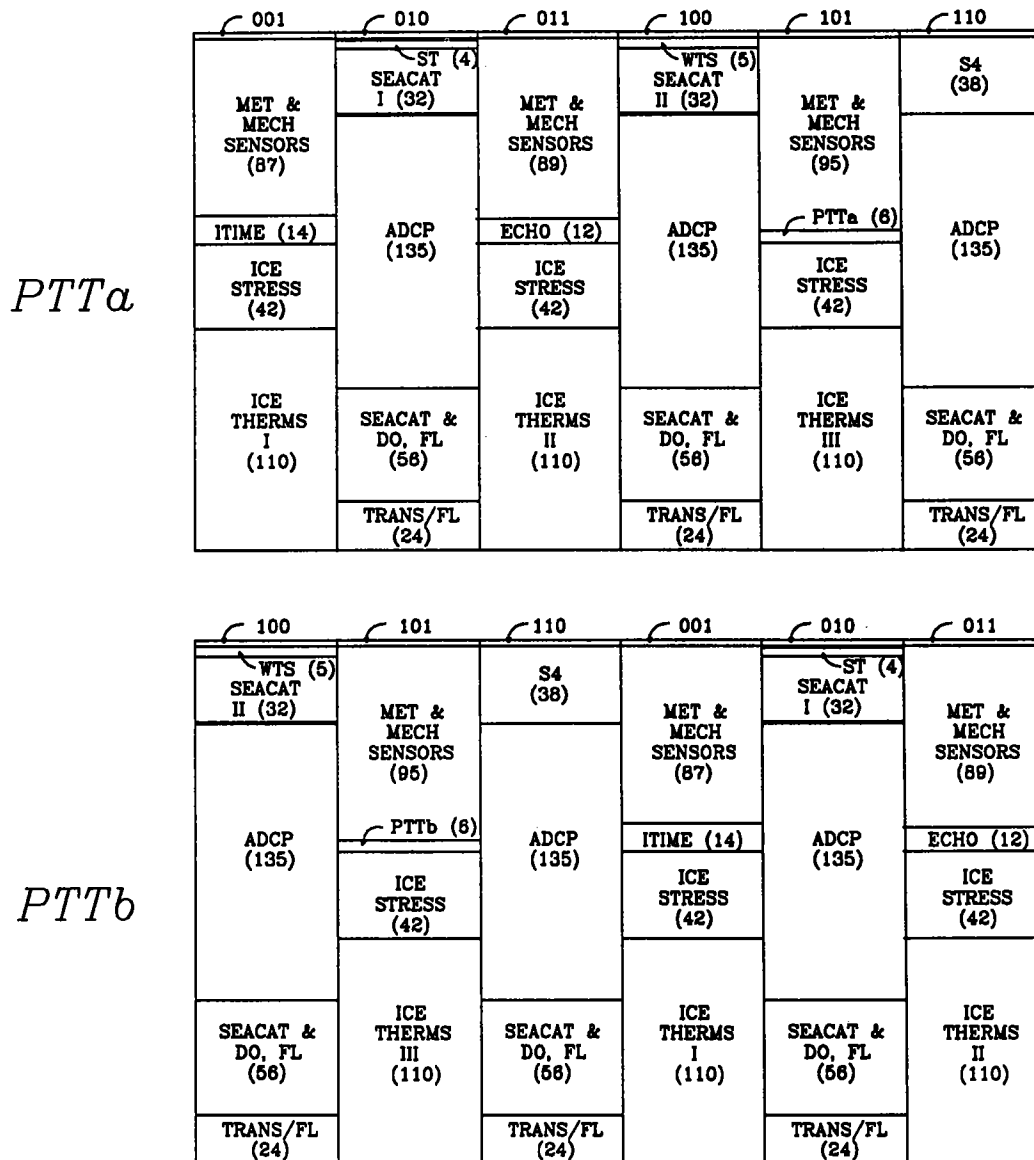 001 010 011 100 101 110
ST (4)
SEACAT
I (32)
WTS (5)
SEACAT
II (32)
S4
(38)
MET &
MECH
SENSORS
(87)
MET &
MECH
SENSORS
(89)
MET &
MECH
SENSORS
(95)
PTTa
ITIME (14)
ADCP
(135)
ECHO (12)
ADCP
(135)
PTTa (6)
ADCP
(135)
ICE
STRESS
(42)
ICE
STRESS
(42)
ICE
STRESS
(42)
ICE
THERMS
I
(110)
SEACAT &
DO, FL
(56)
ICE
THERMS
II
(110)
SEACAT &
DO, FL
(56)
ICE
THERMS
III
(110)
SEACAT &
DO, FL
(56)
TRANS/FL
(24)
TRANS/FL
(24)
TRANS/FL
(24)
100 101 110 001 010 011
WTS (5)
SEACAT
II (32)
MET &
MECH
SENSORS
(95)
S4
(38)
MET &
MECH
SENSORS
(87)
ST (4)
SEACAT
I (32)
MET &
MECH
SENSORS
(89)
PTTb
ADCP
(135)
PTTb (6)
ADCP
(135)
ITIME (14)
ADCP
(135)
ECHO (12)
ICE
STRESS
(42)
ICE
STRESS
(42)
ICE
STRESS
(42)
SEACAT &
DO, FL
(56)
ICE
THERMS
III
(110)
SEACAT &
DO, FL
(56)
ICE
THERMS
I
(110)
SEACAT &
DO, FL
(56)
ICE
THERMS
II
(110)
TRANS/FL
(24)
TRANS/FL
(24)
TRANS/FL
(24)